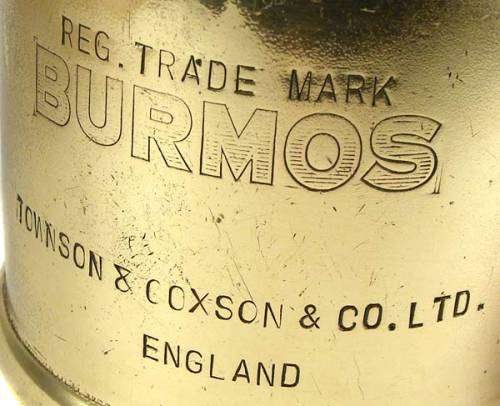 REG. TRADE MARK
BURMOS
TOWNSON & COXSON & CO. LTD.
ENGLAND